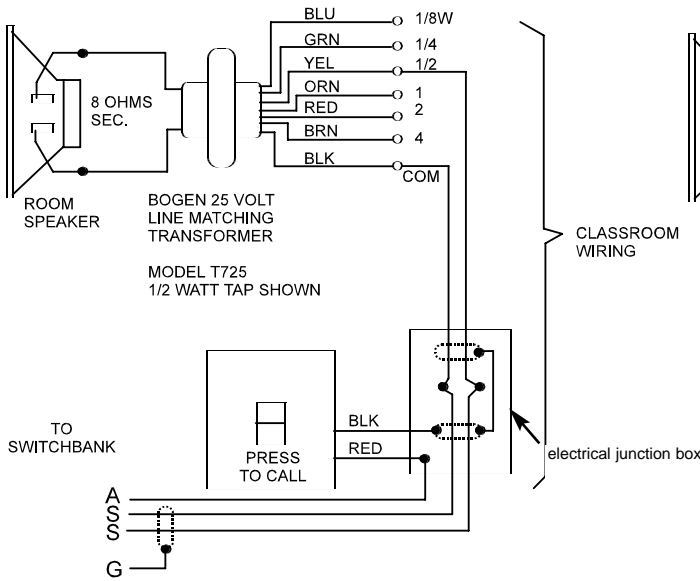 BLU
1/8W
GRN
1/4
YEL
1/2
ORN
1
RED
2
BRN
4
BLK
COM
8 OHMS
SEC.
ROOM
SPEAKER
BOGEN 25 VOLT
LINE MATCHING
TRANSFORMER
MODEL T725
1/2 WATT TAP SHOWN
CLASSROOM
WIRING
TO
SWITCHBANK
PRESS
TO CALL
BLK
RED
electrical junction box
A
S
S
G